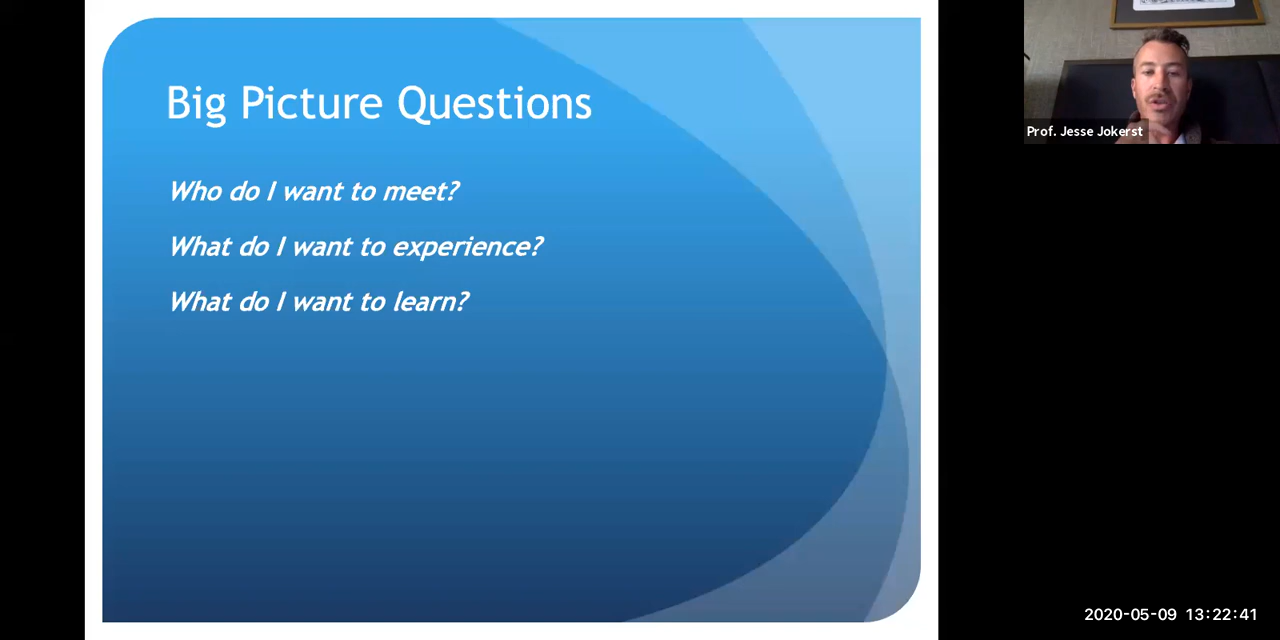 Big Picture Questions
Who do I want to meet?
What do I want to experience?
What do I want to learn?
Prof. Jesse Jokerst
2020-05-09 13:22:41